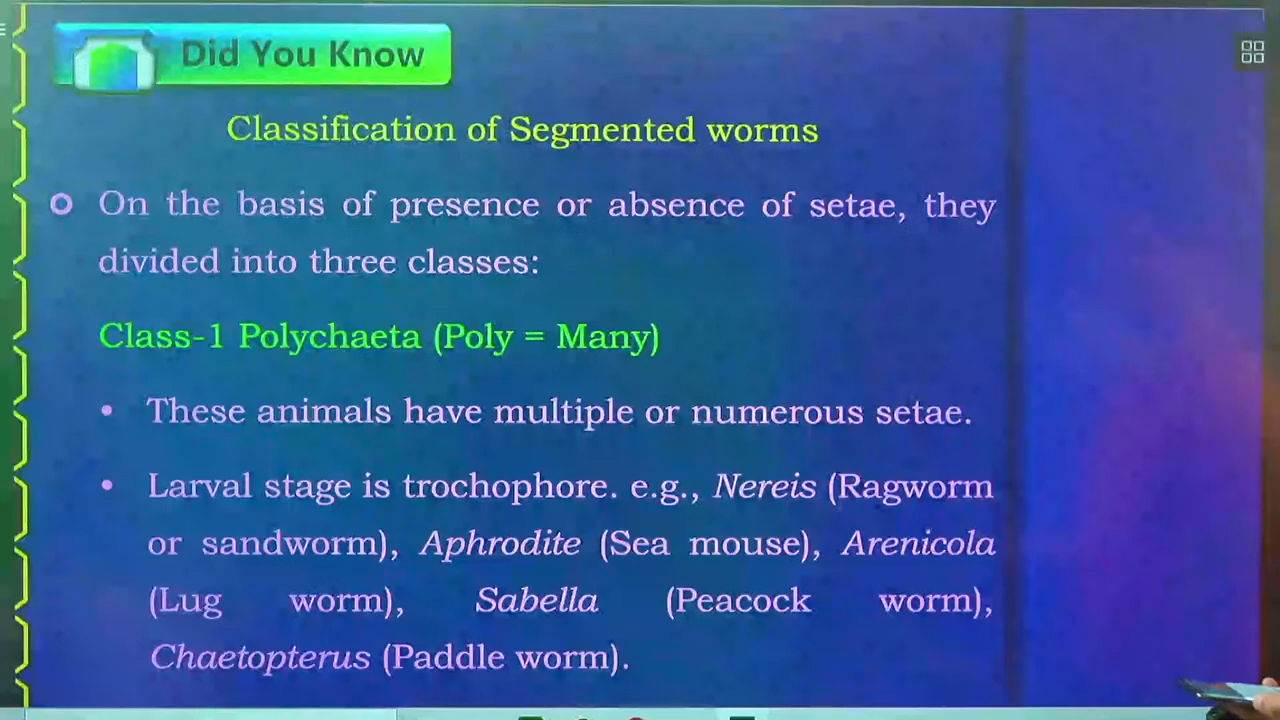 Did You Know
Classification of Segmented worms
On the basis of presence or absence of setae, they
divided into three classes:
Class-1 Polychaeta (Poly = Many)
• These animals have multiple or numerous setae.
• Larval stage is trochophore. e.g., Nereis (Ragworm
or sandworm), Aphrodite (Sea mouse), Arenicola
(Lug worm), Sabella (Peacock worm),
Chaetopterus (Paddle worm).